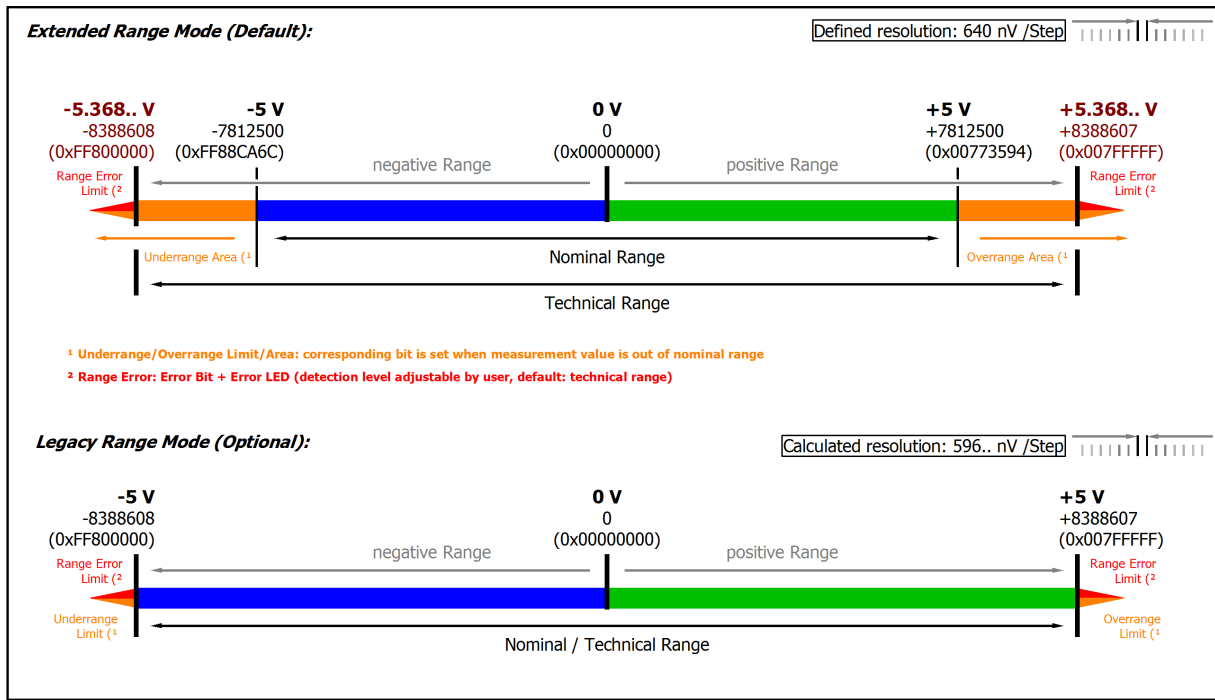 Extended Range Mode (Default):
Defined resolution: 640 nV /Step
-5.368.. V
-5 V
0 V
+5 V
+5.368.. V
-8388608
-7812500
0
+7812500
+8388607
(0xFF800000)
(0xFF88CA6C)
(0x00000000)
(0x00773594)
(0x007FFFFF)
negative Range
positive Range
Range Error
Limit (²
Range Error
Limit (²
Underrange Area (¹
Nominal Range
Overrange Area (¹
Technical Range
¹ Underrange/Overrange Limit/Area: corresponding bit is set when measurement value is out of nominal range
² Range Error: Error Bit + Error LED (detection level adjustable by user, default: technical range)
Legacy Range Mode (Optional):
Calculated resolution: 596.. nV /Step
-5 V
0 V
+5 V
-8388608
0
+8388607
(0xFF800000)
(0x00000000)
(0x007FFFFF)
negative Range
positive Range
Range Error
Limit (²
Range Error
Limit (²
Underrange
Limit (¹
Overrange
Limit (¹
Nominal / Technical Range